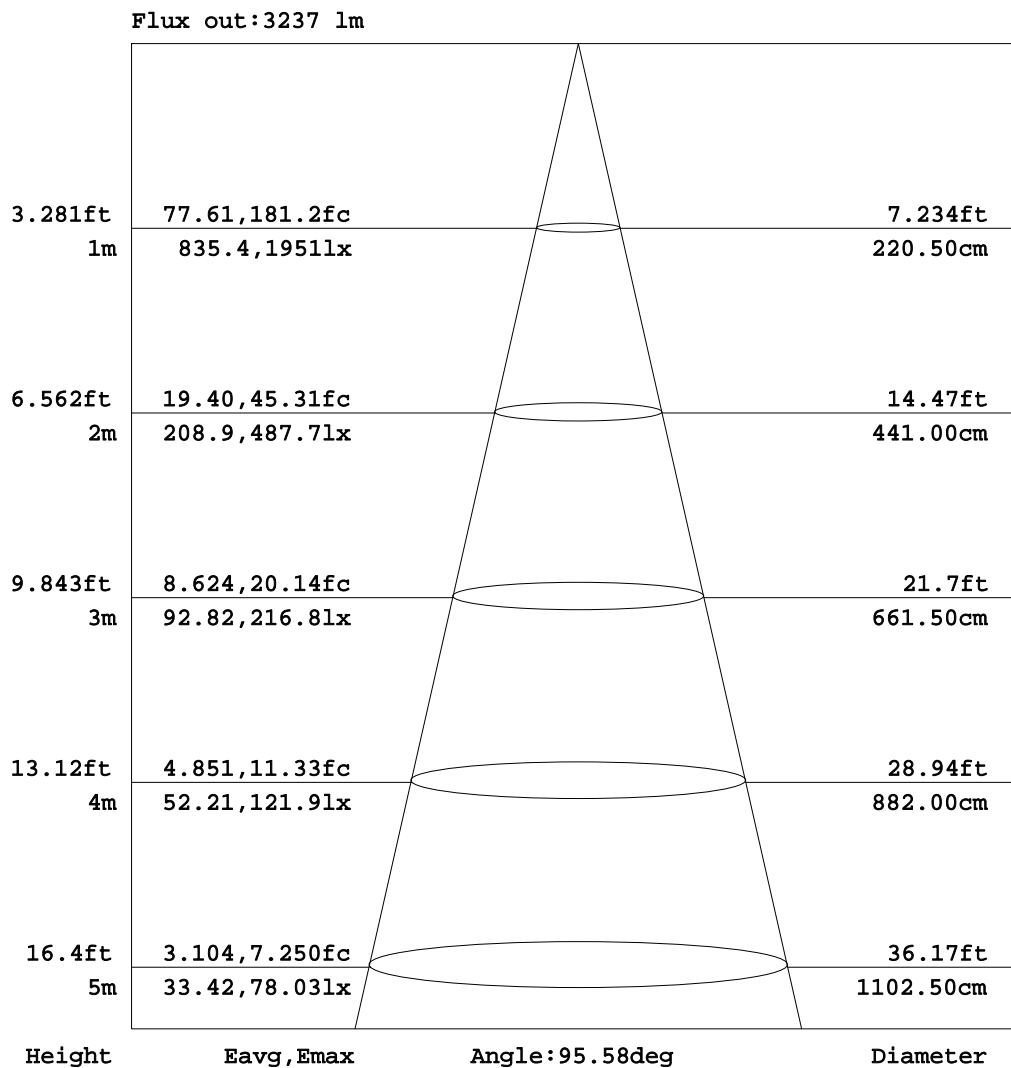 Flux out:3237 lm
3.281ft 77.61,181.2fc 7.234ft
1m 835.4,1951lx 220.50cm
6.562ft 19.40,45.31fc 14.47ft
2m 208.9,487.7lx 441.00cm
9.843ft 8.624,20.14fc 21.7ft
3m 92.82,216.8lx 661.50cm
13.12ft 4.851,11.33fc 28.94ft
4m 52.21,121.9lx 882.00cm
16.4ft 3.104,7.250fc 36.17ft
5m 33.42,78.03lx 1102.50cm
Height Eavg,Emax Angle:95.58deg Diameter